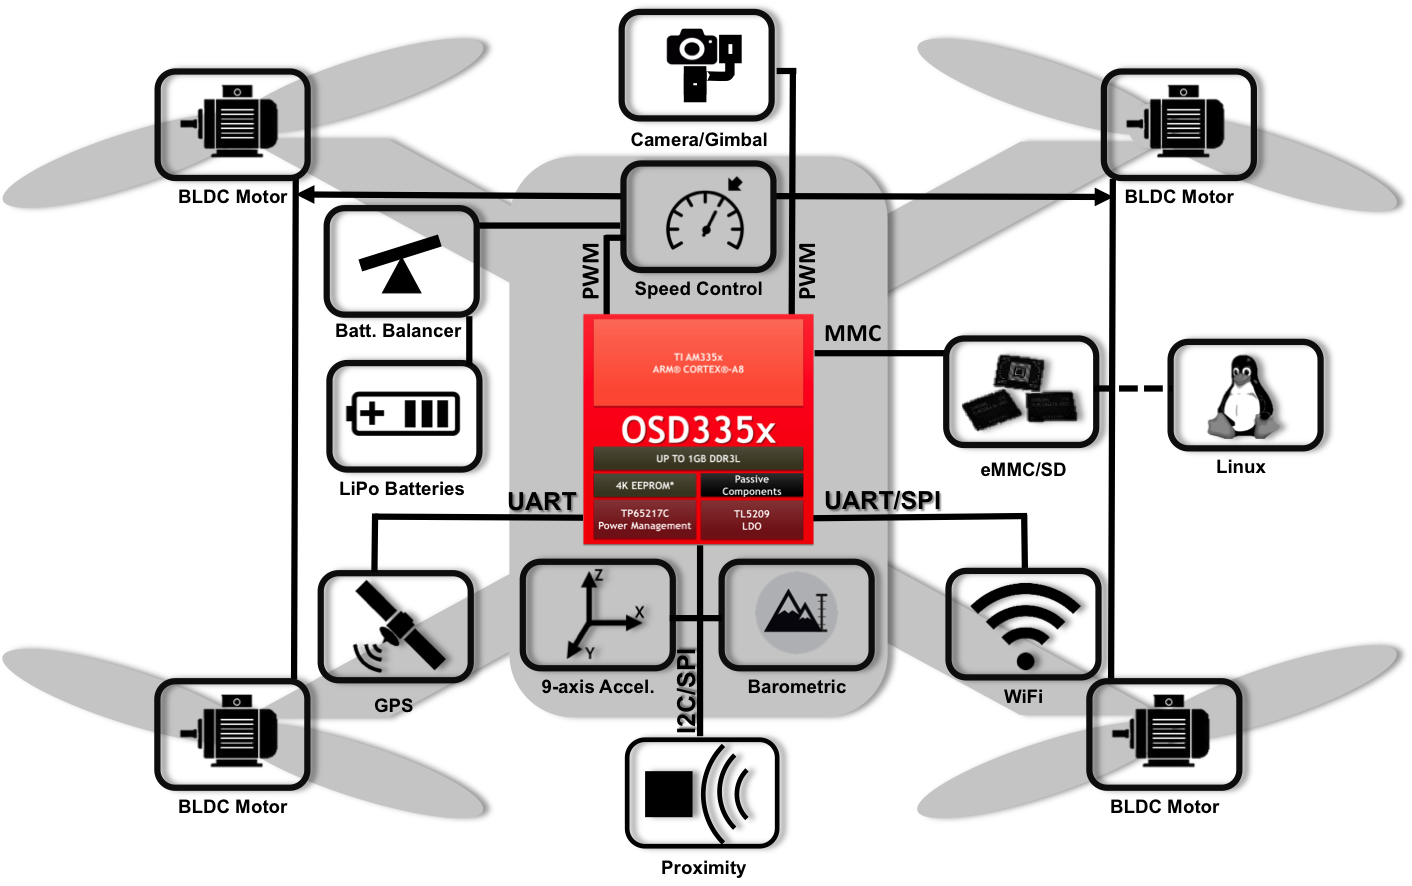 Camera/Gimbal
BLDC Motor
BLDC Motor
PWM
PWM
Speed Control
Batt. Balancer
MMC
TI AM335x
ARM® CORTEX®-A8
OSD335x
UP TO 1GB DDR3L
4K EEPROM*
Passive
Components
TP65217C
Power Management
TL5209
LDO
eMMC/SD
Linux
LiPo Batteries
UART
UART/SPI
Z
X
Y
I2C/SPI
9-axis Accel.
Barometric
GPS
WiFi
BLDC Motor
BLDC Motor
Proximity